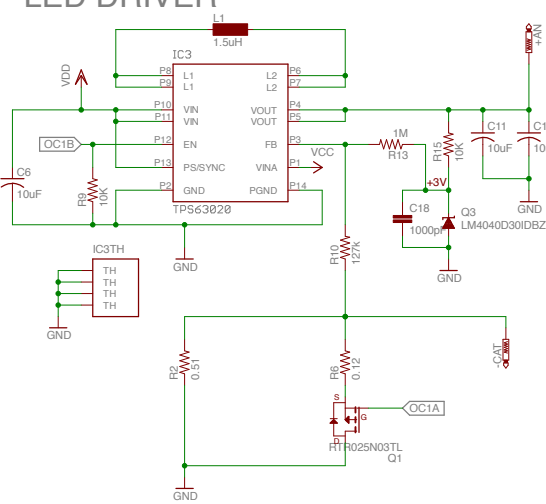 LED DRIVER
L1
1.5uH
+AN
IC3
VDD
P8 L1 L2 P6
P9 L1 L2 P7
P10 VIN VOUT P4
P11 VIN VOUT P5
OC1B P12 EN FB P3
P13 PS/SYNC VINA P1 VCC
P2 GND PGND P14
TPS63020
1M
R13
R15
10K
C11
10uF
C1
10
C6
10uF
R9
10K
+3V
C18
1000pF
Q3
LM4040D30IDBZ
GND
GND
GND
IC3TH
TH
TH
TH
TH
GND
R10
127k
R2
0.51
R6
0.12
-CAT
S
G
D
OC1A
RTR025N03TL
Q1
GND